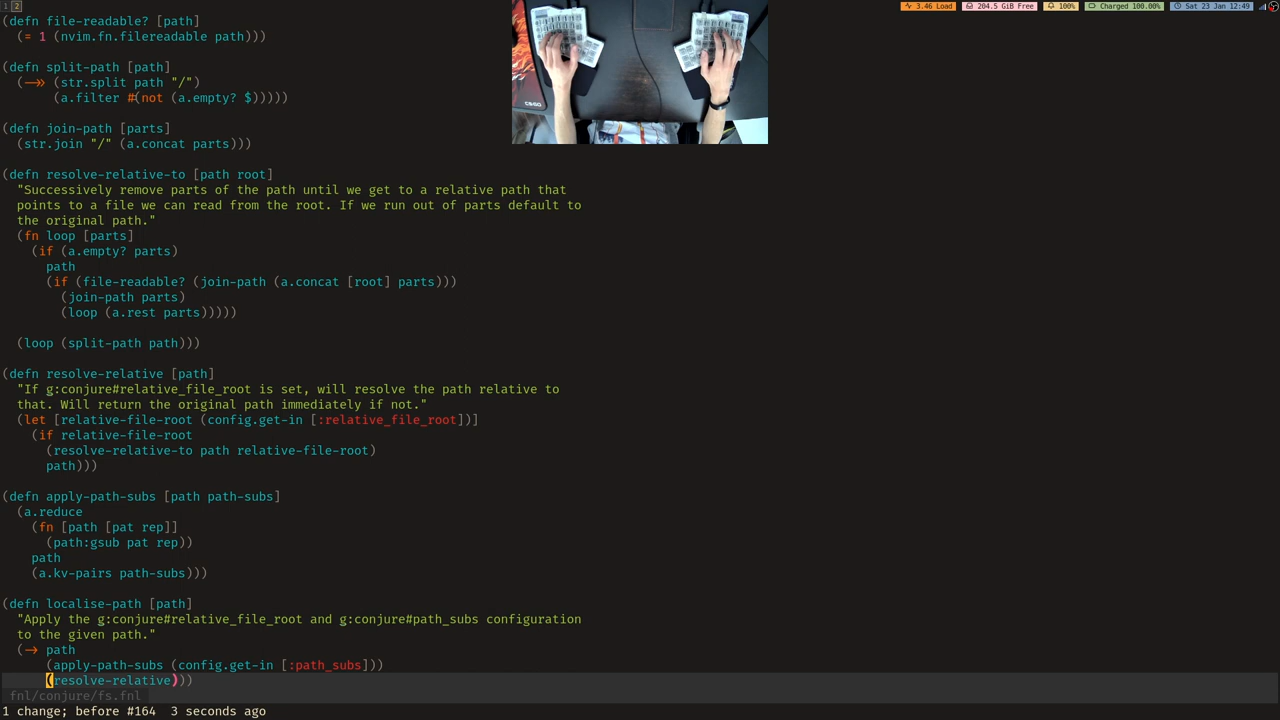 1 2 3.46 Load 204.5 GiB Free 100% Charged 100.00% Sat 23 Jan 12:49
(defn file-readable? [path]
  (= 1 (nvim.fn.filereadable path)))
(defn split-path [path]
  (->> (str.split path "/")
       (a.filter #(not (a.empty? $)))))
(defn join-path [parts]
  (str.join "/" (a.concat parts)))
(defn resolve-relative-to [path root]
  "Successively remove parts of the path until we get to a relative path that
  points to a file we can read from the root. If we run out of parts default to
  the original path."
  (fn loop [parts]
    (if (a.empty? parts)
      path
      (if (file-readable? (join-path (a.concat [root] parts)))
        (join-path parts)
        (loop (a.rest parts)))))
  (loop (split-path path)))
(defn resolve-relative [path]
  "If g:conjure#relative_file_root is set, will resolve the path relative to
  that. Will return the original path immediately if not."
  (let [relative-file-root (config.get-in [:relative_file_root])]
    (if relative-file-root
      (resolve-relative-to path relative-file-root)
      path)))
(defn apply-path-subs [path path-subs]
  (a.reduce
    (fn [path [pat rep]]
      (path:gsub pat rep))
    path
    (a.kv-pairs path-subs)))
(defn localise-path [path]
  "Apply the g:conjure#relative_file_root and g:conjure#path_subs configuration
  to the given path."
  (-> path
      (apply-path-subs (config.get-in [:path_subs]))
      (resolve-relative)))
fnl/conjure/fs.fnl
1 change; before #164  3 seconds ago